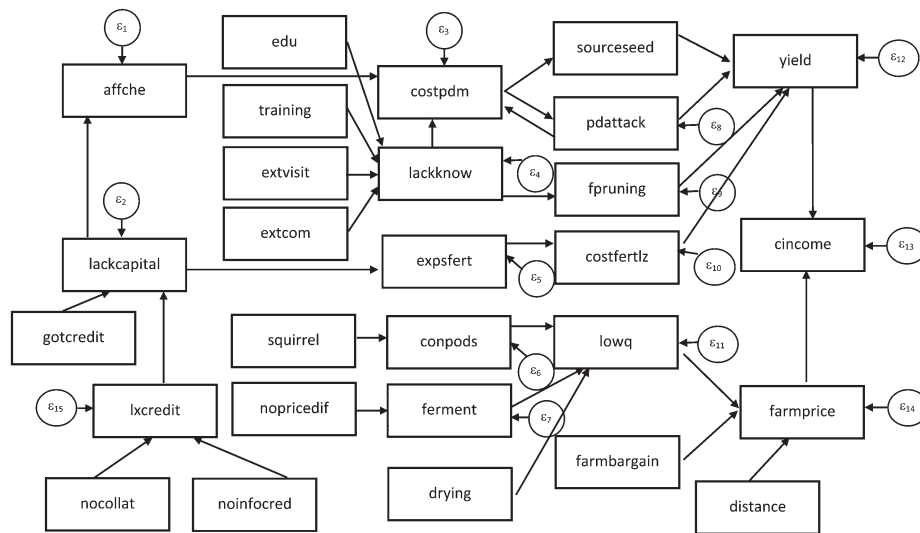 ε1
edu
ε3
sourceseed
yield
ε12
affche
costpdm
training
pdattack
ε8
extvisit
lackknow
ε4
fpruning
ε9
ε2
extcom
lackcapital
expsfert
costfertlz
cincome
ε13
ε5
ε10
gotcredit
squirrel
conpods
lowq
ε11
ε6
ε15
lxcredit
nopricedif
ferment
ε7
farmprice
ε14
farmbargain
nocollat
noinfocred
drying
distance